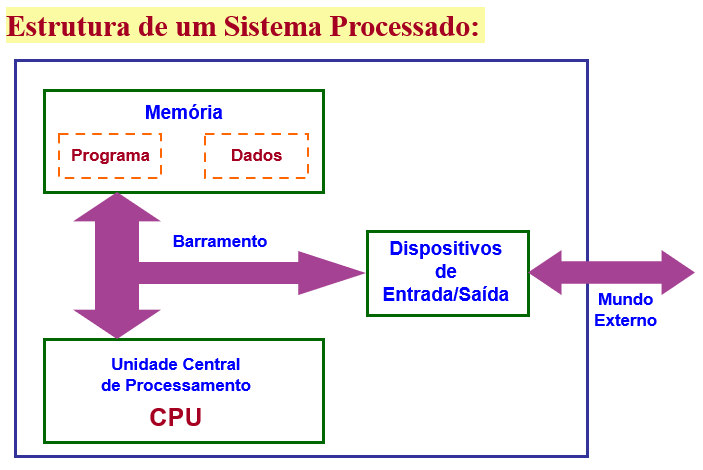 Estrutura de um Sistema Processado:
Memória
Programa
Dados
Barramento
Dispositivos
de
Entrada/Saída
Mundo
Externo
Unidade Central
de Processamento
CPU